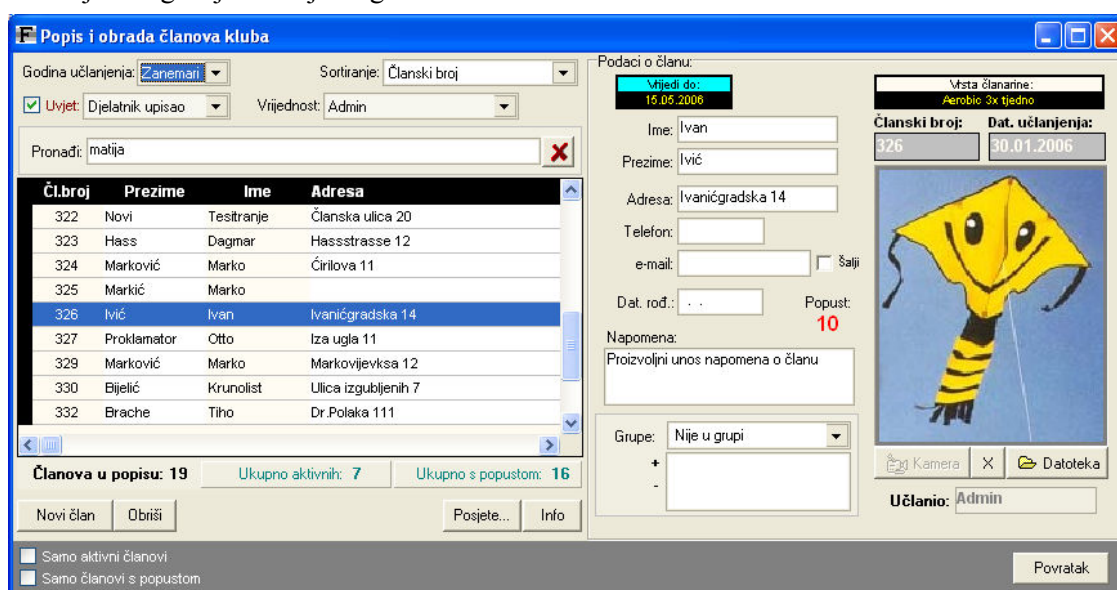 Popis i obrada članova kluba
Godina učlanjenja: Zanemari
Sortiranje: Članski broj
Uvjet: Djelatnik upisao
Vrijednost: Admin
Pronađi: matija
Čl.broj Prezime Ime Adresa
322 Novi Tesitranje Članska ulica 20
323 Hass Dagmar Hassstrasse 12
324 Marković Marko Ćirilova 11
325 Markić Marko
326 Ivić Ivan Ivanićgradska 14
327 Proklamator Otto Iza ugla 11
329 Marković Marko Markovijevksa 12
330 Bijelić Krunolist Ulica izgubljenih 7
332 Brache Tiho Dr.Polaka 111
Članova u popisu: 19
Ukupno aktivnih: 7
Ukupno s popustom: 16
Novi član
Obriši
Posjete...
Info
Samo aktivni članovi
Samo članovi s popustom
Podaci o članu:
Vrijedi do:
15.05.2006
Ime: Ivan
Prezime: Ivić
Adresa: Ivanićgradska 14
Telefon:
e-mail:
Šalji
Dat. rođ.: . .
Popust:
10
Napomena:
Proizvoljni unos napomena o članu
Grupe: Nije u grupi
+
-
Vrsta članarine:
Aerobic 3x tjedno
Članski broj: Dat. učlanjenja:
326 30.01.2006
Kamera
X
Datoteka
Učlanio: Admin
Povratak